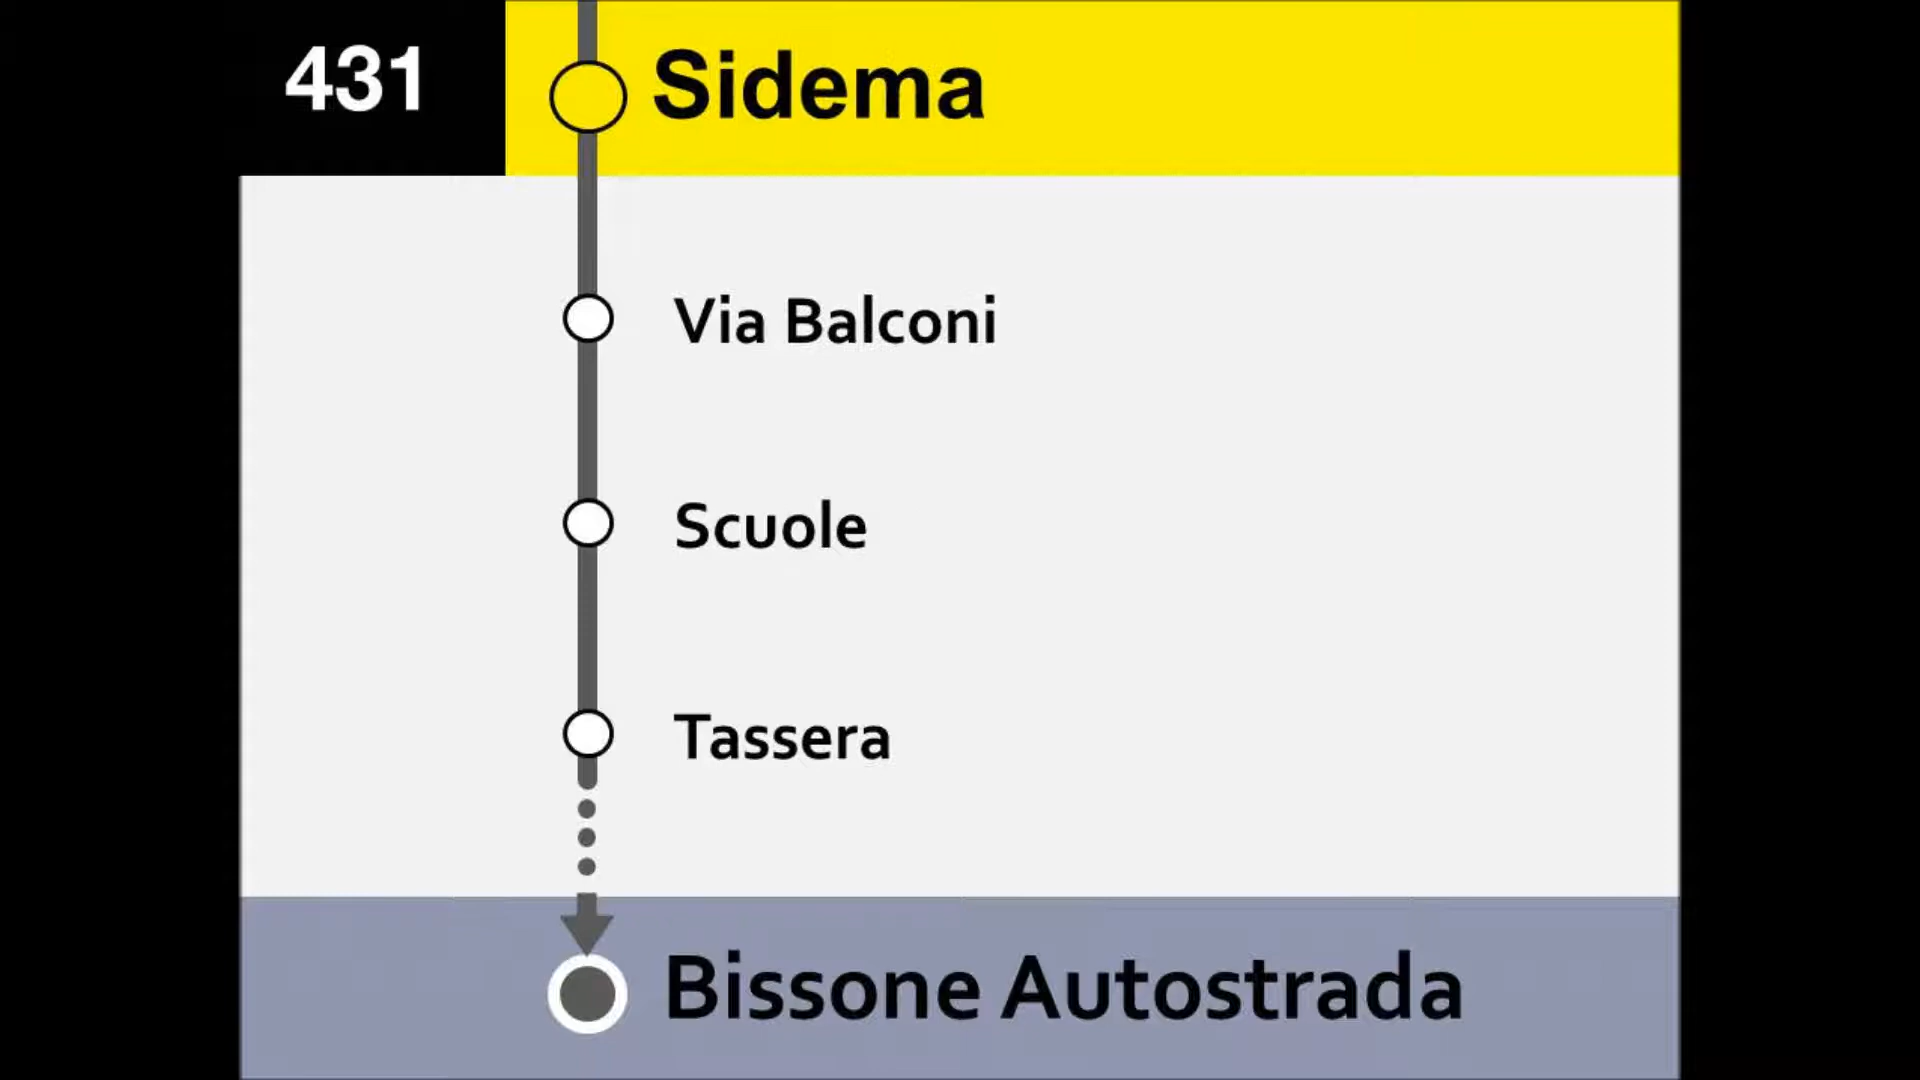 431
Sidema
Via Balconi
Scuole
Tassera
Bissone Autostrada